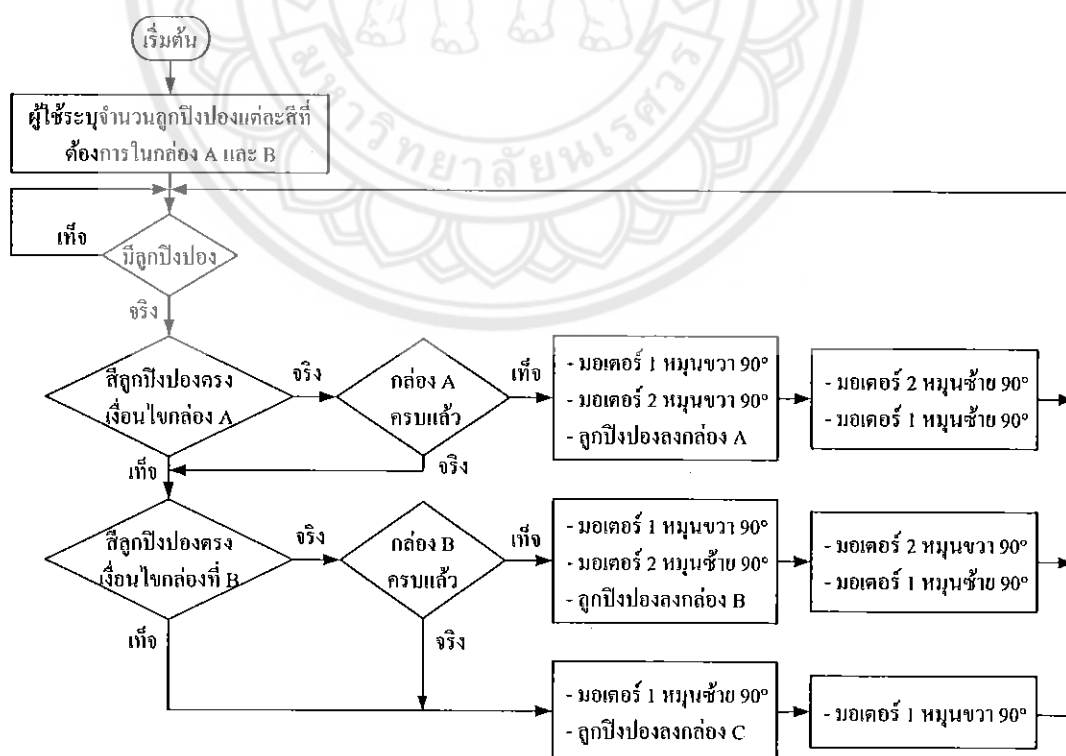 เริ่มต้น
ผู้ใช้ระบุจำนวนลูกปิงปองแต่ละสีที่
ต้องการในกล่อง A และ B
มหาวิทยาลัยนเรศวร
เท็จ
มีลูกปิงปอง
จริง
สีลูกปิงปองตรง
เงื่อนไขกล่อง A
จริง
กล่อง A
ครบแล้ว
เท็จ
- มอเตอร์ 1 หมุนขวา 90°
- มอเตอร์ 2 หมุนขวา 90°
- ลูกปิงปองลงกล่อง A
- มอเตอร์ 2 หมุนซ้าย 90°
- มอเตอร์ 1 หมุนซ้าย 90°
เท็จ
จริง
สีลูกปิงปองตรง
เงื่อนไขกล่องที่ B
จริง
กล่อง B
ครบแล้ว
เท็จ
- มอเตอร์ 1 หมุนขวา 90°
- มอเตอร์ 2 หมุนซ้าย 90°
- ลูกปิงปองลงกล่อง B
- มอเตอร์ 2 หมุนขวา 90°
- มอเตอร์ 1 หมุนซ้าย 90°
เท็จ
จริง
- มอเตอร์ 1 หมุนซ้าย 90°
- ลูกปิงปองลงกล่อง C
- มอเตอร์ 1 หมุนขวา 90°